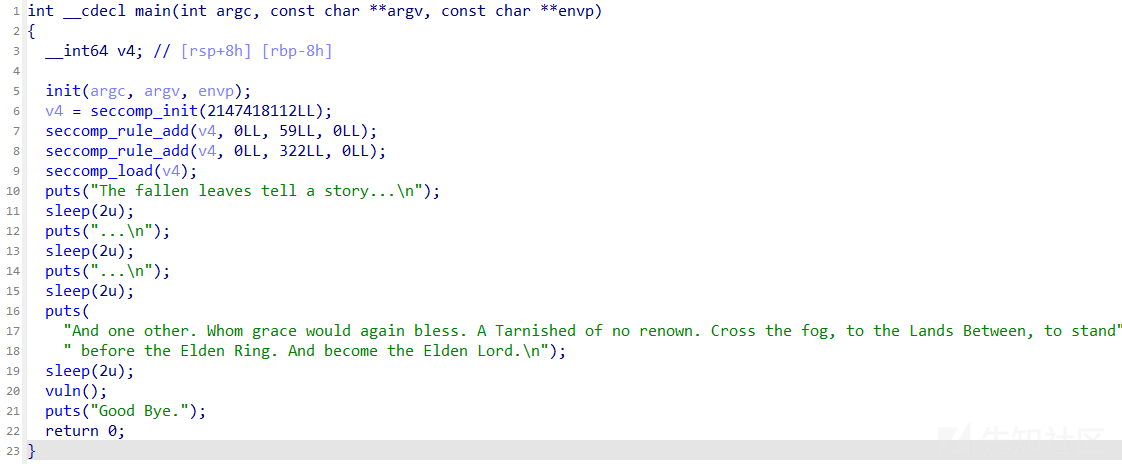 1 int __cdecl main(int argc, const char **argv, const char **envp)
2 {
3 __int64 v4; // [rsp+8h] [rbp-8h]
4
5 init(argc, argv, envp);
6 v4 = seccomp_init(2147418112LL);
7 seccomp_rule_add(v4, 0LL, 59LL, 0LL);
8 seccomp_rule_add(v4, 0LL, 322LL, 0LL);
9 seccomp_load(v4);
10 puts("The fallen leaves tell a story...\n");
11 sleep(2u);
12 puts("...\n");
13 sleep(2u);
14 puts("...\n");
15 sleep(2u);
16 puts(
17 "And one other. Whom grace would again bless. A Tarnished of no renown. Cross the fog, to the Lands Between, to stand"
18 " before the Elden Ring. And become the Elden Lord.\n");
19 sleep(2u);
20 vuln();
21 puts("Good Bye.");
22 return 0;
23 }